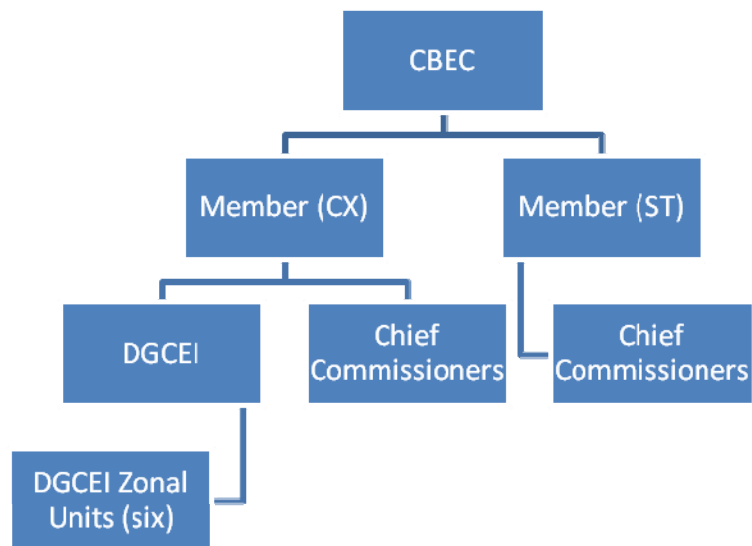 CBEC
Member (CX)
Member (ST)
DGCEI
Chief
Commissioners
Chief
Commissioners
DGCEI Zonal
Units (six)